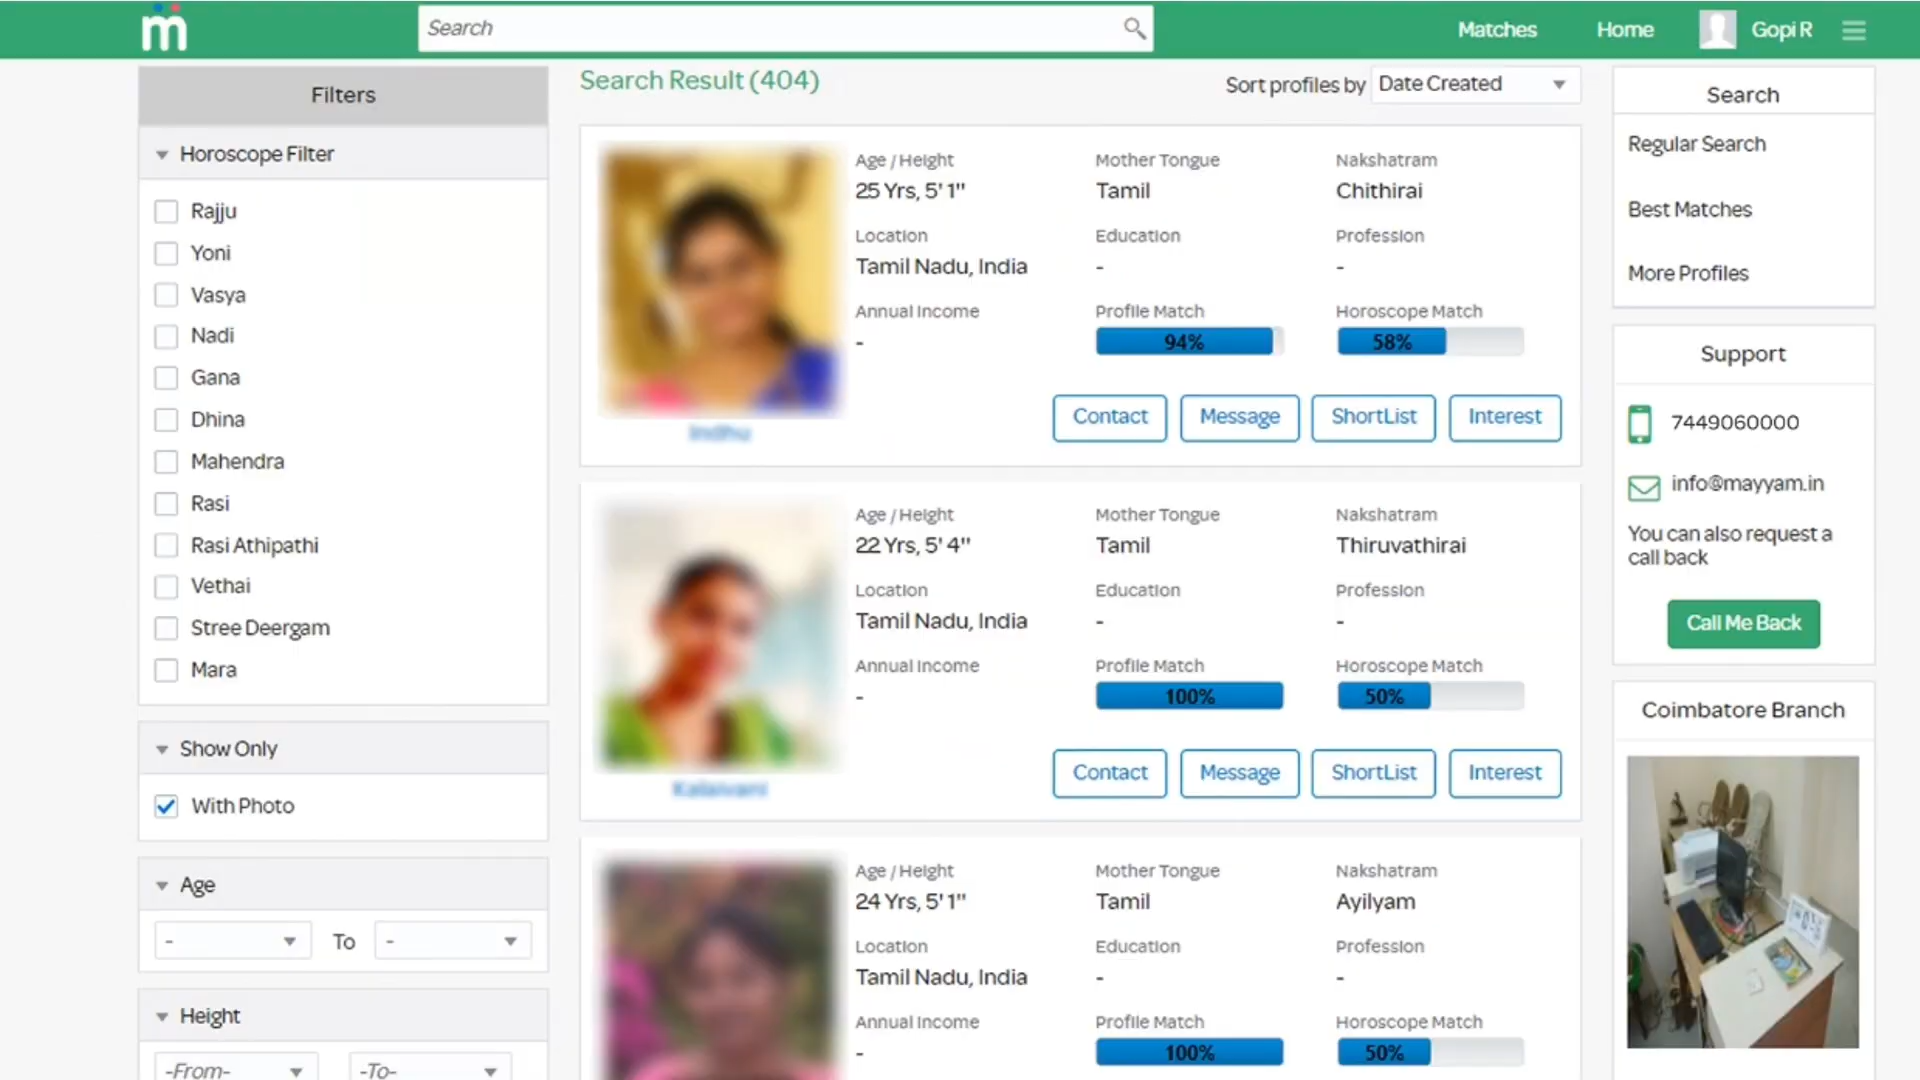 m
Search
Matches
Home
Gopi R
Filters
Horoscope Filter
Rajju
Yoni
Vasya
Nadi
Gana
Dhina
Mahendra
Rasi
Rasi Athipathi
Vethai
Stree Deergam
Mara
Show Only
With Photo
Age
- To -
Height
-From- -To-
Search Result (404)
Sort profiles by Date Created
Age / Height Mother Tongue Nakshatram
25 Yrs, 5' 1" Tamil Chithirai
Location Education Profession
Tamil Nadu, India - -
Annual Income Profile Match Horoscope Match
- 94% 58%
Contact Message ShortList Interest
Age / Height Mother Tongue Nakshatram
22 Yrs, 5' 4" Tamil Thiruvathirai
Location Education Profession
Tamil Nadu, India - -
Annual Income Profile Match Horoscope Match
- 100% 50%
Contact Message ShortList Interest
Age / Height Mother Tongue Nakshatram
24 Yrs, 5' 1" Tamil Ayilyam
Location Education Profession
Tamil Nadu, India - -
Annual Income Profile Match Horoscope Match
- 100% 50%
Search
Regular Search
Best Matches
More Profiles
Support
7449060000
info@mayyam.in
You can also request a
call back
Call Me Back
Coimbatore Branch